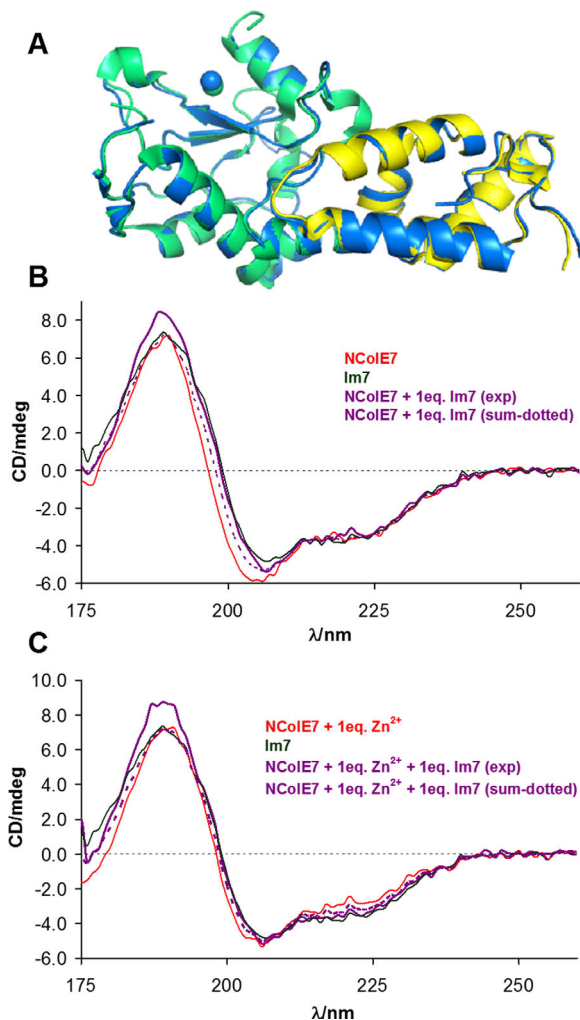 A
B
8.0
6.0
4.0
2.0
0.0
-2.0
-4.0
-6.0
CD/mdeg
NColE7
Im7
NColE7 + 1eq. Im7 (exp)
NColE7 + 1eq. Im7 (sum-dotted)
175 200 225 250
λ/nm
C
10.0
8.0
6.0
4.0
2.0
0.0
-2.0
-4.0
-6.0
CD/mdeg
NColE7 + 1eq. Zn²⁺
Im7
NColE7 + 1eq. Zn²⁺ + 1eq. Im7 (exp)
NColE7 + 1eq. Zn²⁺ + 1eq. Im7 (sum-dotted)
175 200 225 250
λ/nm